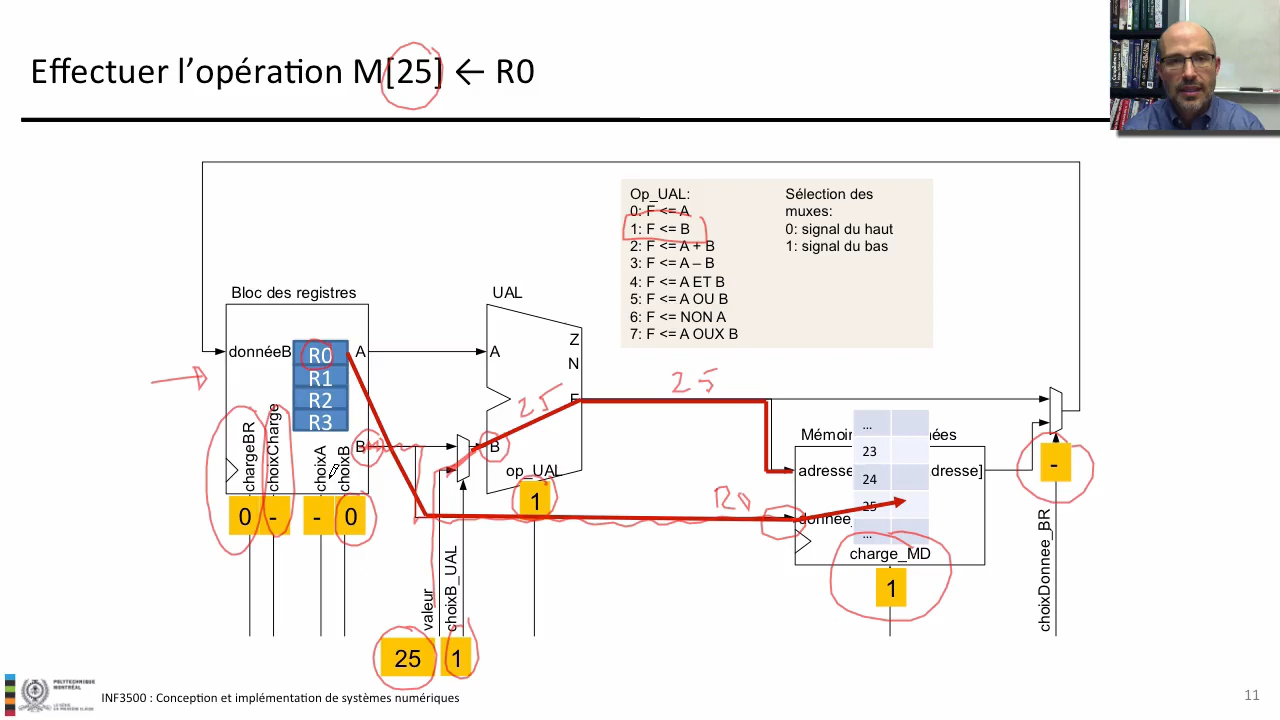 Effectuer l’opération M[25] ← R0
Op_UAL:
0: F <= A
1: F <= B
2: F <= A + B
3: F <= A – B
4: F <= A ET B
5: F <= A OU B
6: F <= NON A
7: F <= A OUX B
Sélection des
muxes:
0: signal du haut
1: signal du bas
Bloc des registres
UAL
donnéeB
R0
R1
R2
R3
A
B
chargeBR
choixCharge
choixA
choixB
0
-
-
0
A
B
Z
N
F
op_UAL
1
25
25
R0
valeur
choixB_UAL
25
1
...
23
24
25
...
adresse
donnée
charge_MD
1
-
choixDonnee_BR
POLYTECHNIQUE
MONTRÉAL
INF3500 : Conception et implémentation de systèmes numériques
11